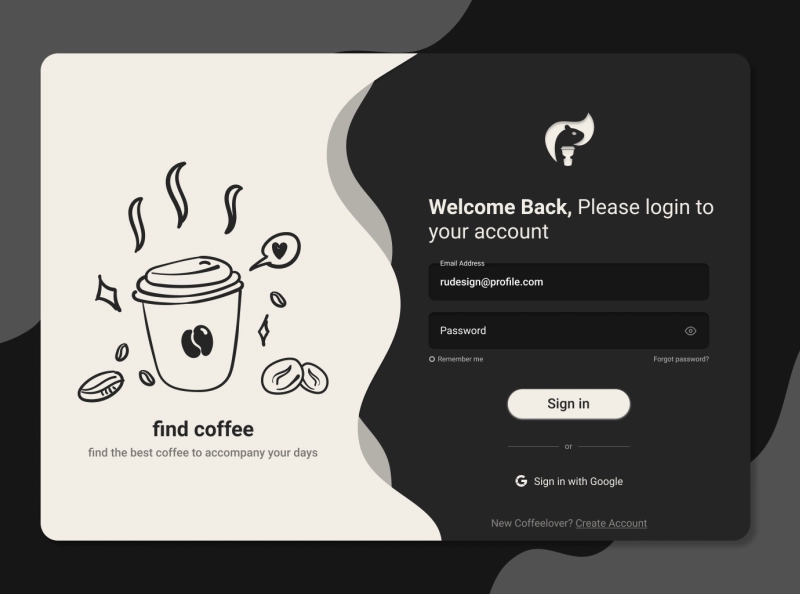 find coffee
find the best coffee to accompany your days
Welcome Back, Please login to
your account
Email Address
rudesign@profile.com
Password
Remember me
Forgot password?
Sign in
or
Sign in with Google
New Coffeelover? Create Account